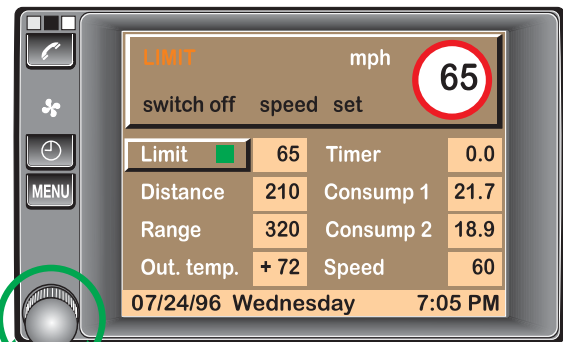 LIMIT mph 65
switch off speed set
Limit 65 Timer 0.0
Distance 210 Consump 1 21.7
MENU
Range 320 Consump 2 18.9
Out. temp. + 72 Speed 60
07/24/96 Wednesday 7:05 PM